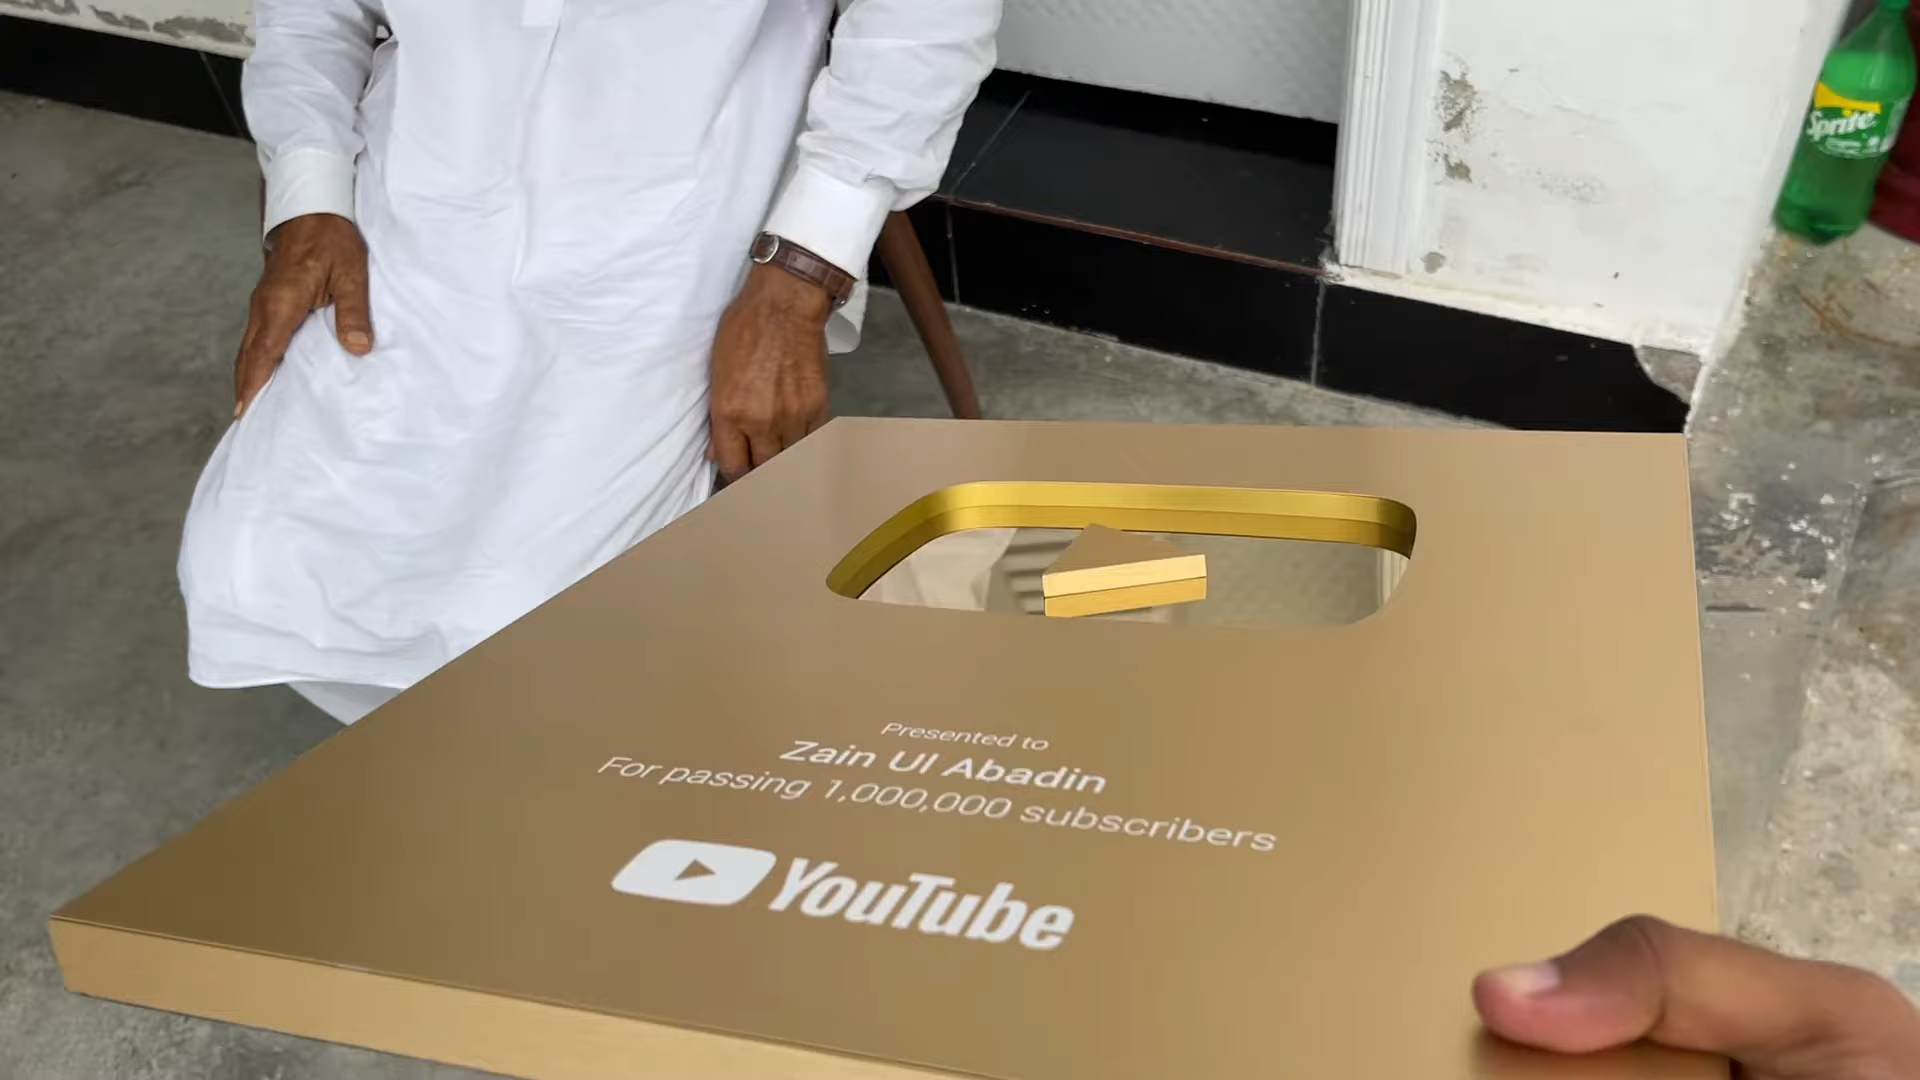 Sprite
Presented to
Zain Ul Abadin
For passing 1,000,000 subscribers
YouTube